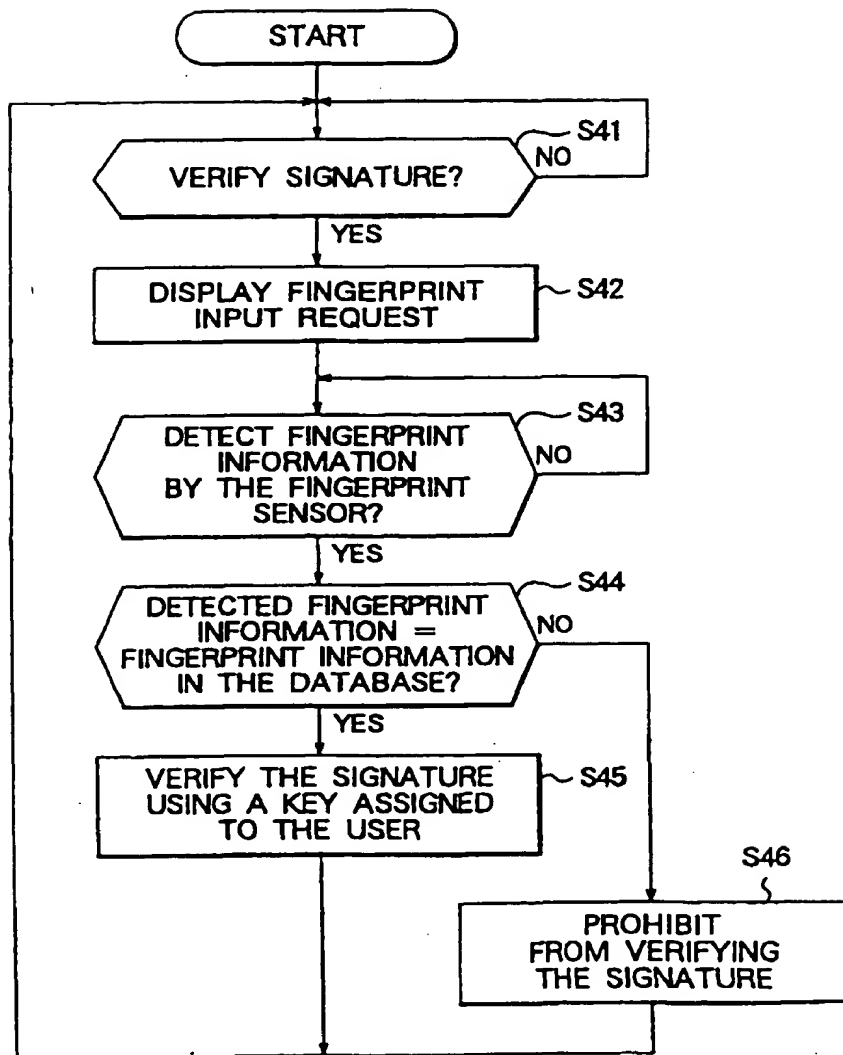 START
S41
VERIFY SIGNATURE?
NO
YES
DISPLAY FINGERPRINT
INPUT REQUEST
S42
S43
DETECT FINGERPRINT
INFORMATION
BY THE FINGERPRINT
SENSOR?
NO
YES
S44
DETECTED FINGERPRINT
INFORMATION =
FINGERPRINT INFORMATION
IN THE DATABASE?
NO
YES
VERIFY THE SIGNATURE
USING A KEY ASSIGNED
TO THE USER
S45
S46
PROHIBIT
FROM VERIFYING
THE SIGNATURE